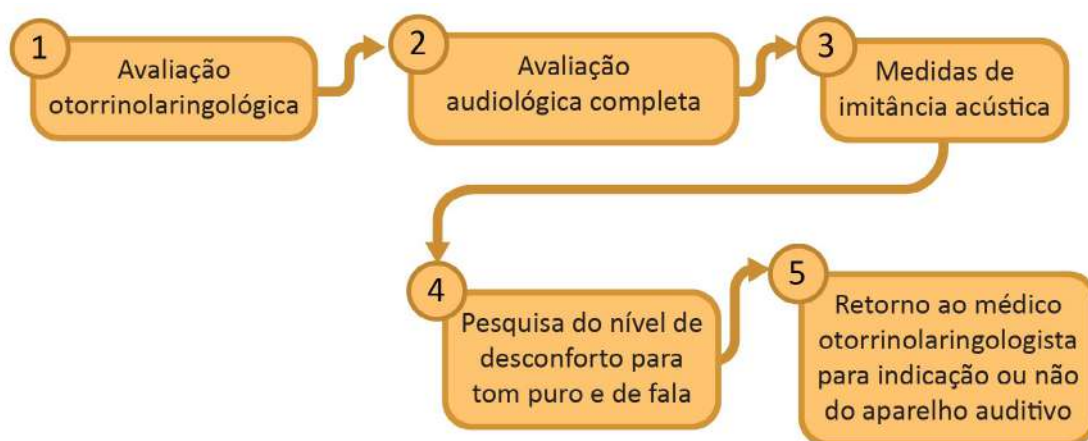 1
Avaliação
otorrinolaringológica
2
Avaliação
audiológica completa
3
Medidas de
imitância acústica
4
Pesquisa do nível de
desconforto para
tom puro e de fala
5
Retorno ao médico
otorrinolaringologista
para indicação ou não
do aparelho auditivo